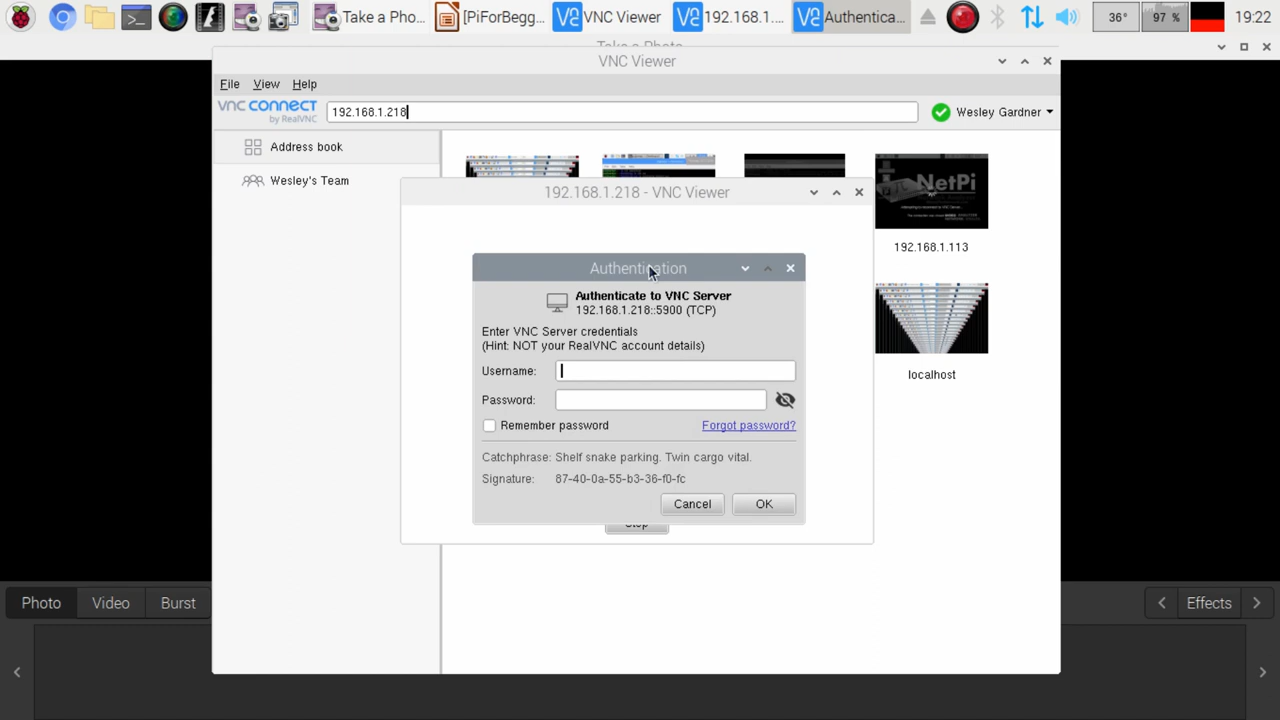 Take a Pho...
[PiForBegg...
VNC Viewer
192.168.1....
Authentica...
36°
97 %
19:22
VNC Viewer
File View Help
VNC CONNECT
by RealVNC
192.168.1.218
Wesley Gardner
Address book
Wesley's Team
NetPi
192.168.1.113
localhost
192.168.1.218 - VNC Viewer
Authentication
Authenticate to VNC Server
192.168.1.218::5900 (TCP)
Enter VNC Server credentials
(Hint: NOT your RealVNC account details)
Username:
Password:
Remember password
Forgot password?
Catchphrase: Shelf snake parking. Twin cargo vital.
Signature: 87-40-0a-55-b3-36-f0-fc
Cancel
OK
Photo
Video
Burst
Effects